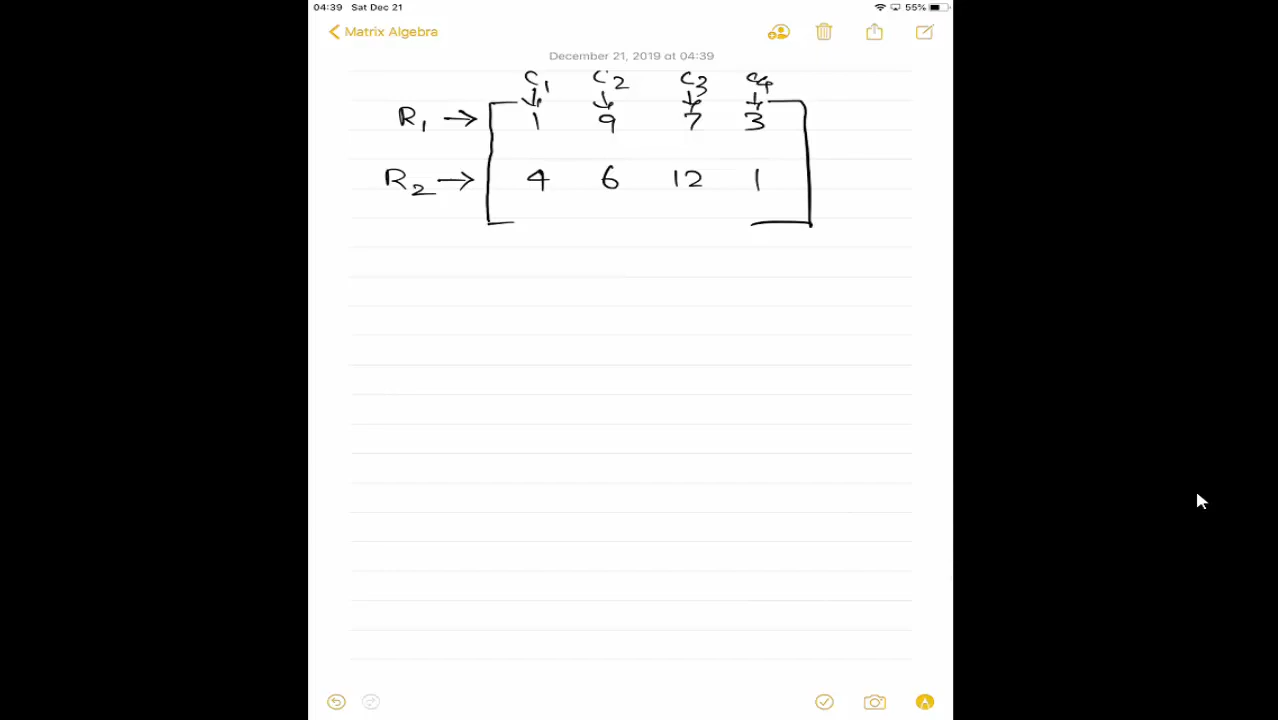 04:39 Sat Dec 21 55%
Matrix Algebra
December 21, 2019 at 04:39
C1 C2 C3 C4
R1 → 1 9 7 3
R2 → 4 6 12 1